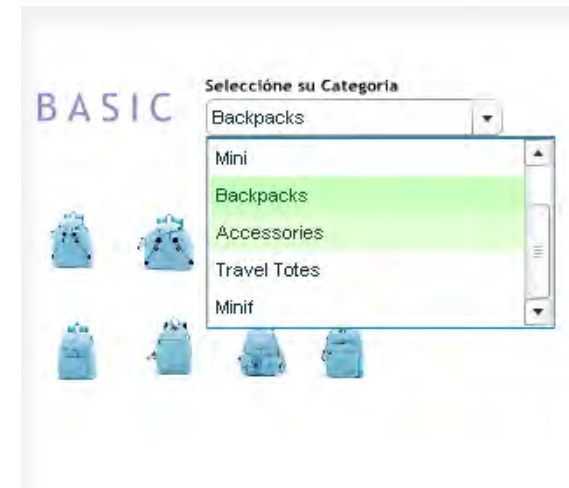 Seleccióne su Categoria
BASIC
Backpacks
Mini
Backpacks
Accessories
Travel Totes
Minif